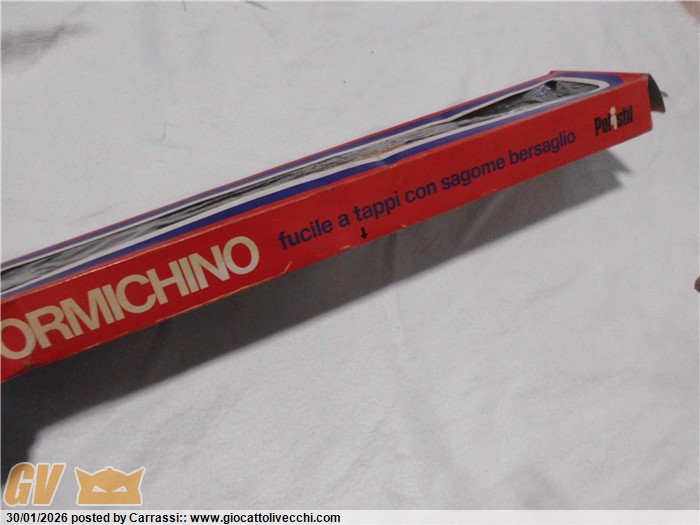 ORMICHINO fucile a tappi con sagome bersaglio Polistil
GV
30/01/2026 posted by Carrassi:: www.giocattolivecchi.com